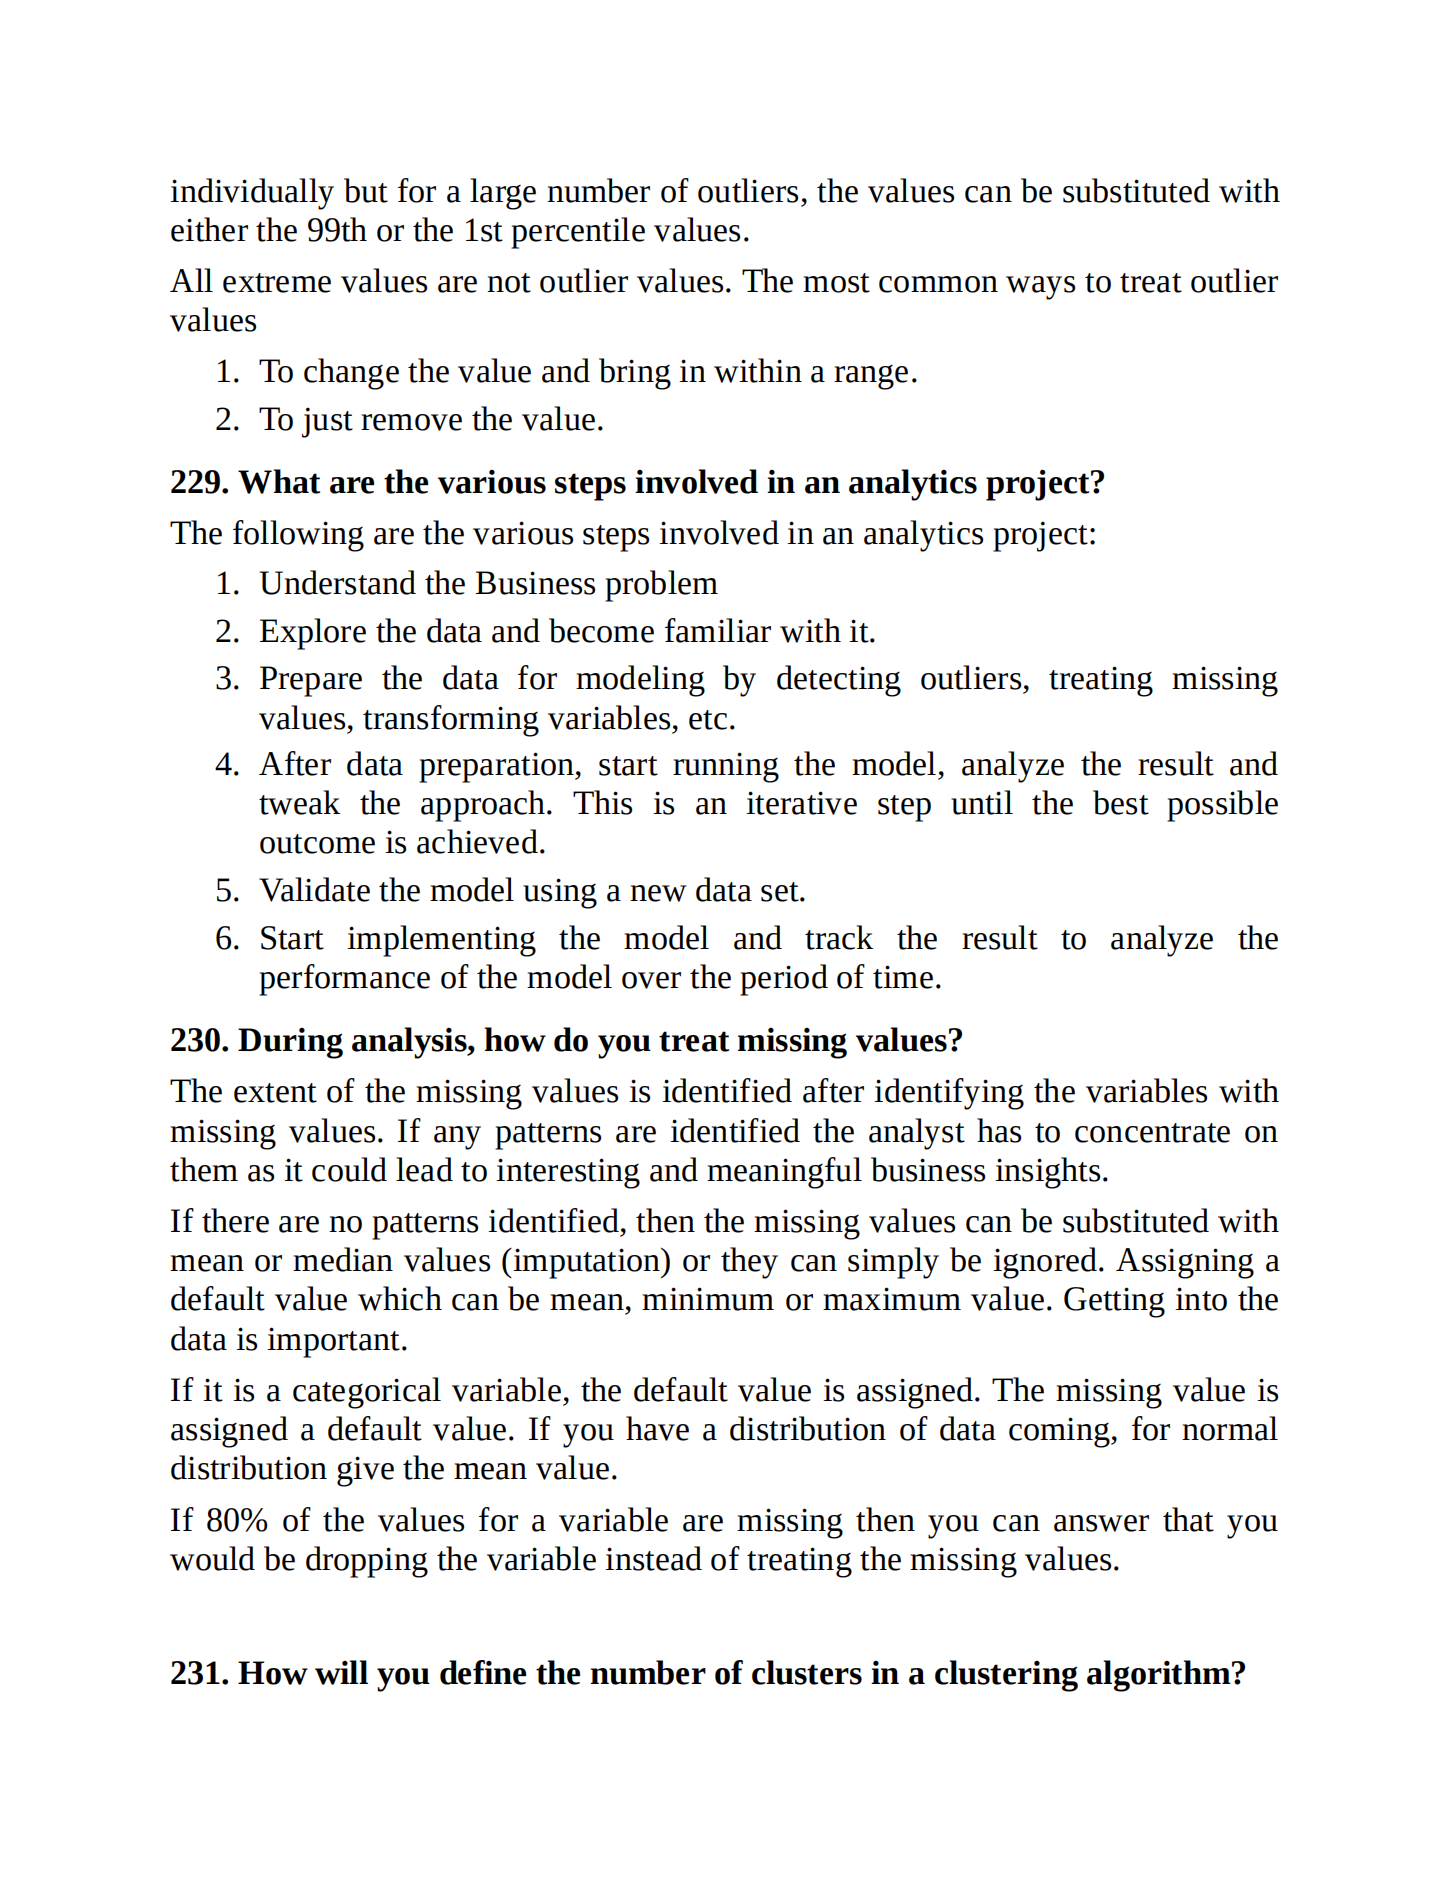 individually but for a large number of outliers, the values can be substituted with
either the 99th or the 1st percentile values.
All extreme values are not outlier values. The most common ways to treat outlier
values
1. To change the value and bring in within a range.
2. To just remove the value.
229. What are the various steps involved in an analytics project?
The following are the various steps involved in an analytics project:
1. Understand the Business problem
2. Explore the data and become familiar with it.
3. Prepare the data for modeling by detecting outliers, treating missing
values, transforming variables, etc.
4. After data preparation, start running the model, analyze the result and
tweak the approach. This is an iterative step until the best possible
outcome is achieved.
5. Validate the model using a new data set.
6. Start implementing the model and track the result to analyze the
performance of the model over the period of time.
230. During analysis, how do you treat missing values?
The extent of the missing values is identified after identifying the variables with
missing values. If any patterns are identified the analyst has to concentrate on
them as it could lead to interesting and meaningful business insights.
If there are no patterns identified, then the missing values can be substituted with
mean or median values (imputation) or they can simply be ignored. Assigning a
default value which can be mean, minimum or maximum value. Getting into the
data is important.
If it is a categorical variable, the default value is assigned. The missing value is
assigned a default value. If you have a distribution of data coming, for normal
distribution give the mean value.
If 80% of the values for a variable are missing then you can answer that you
would be dropping the variable instead of treating the missing values.
231. How will you define the number of clusters in a clustering algorithm?